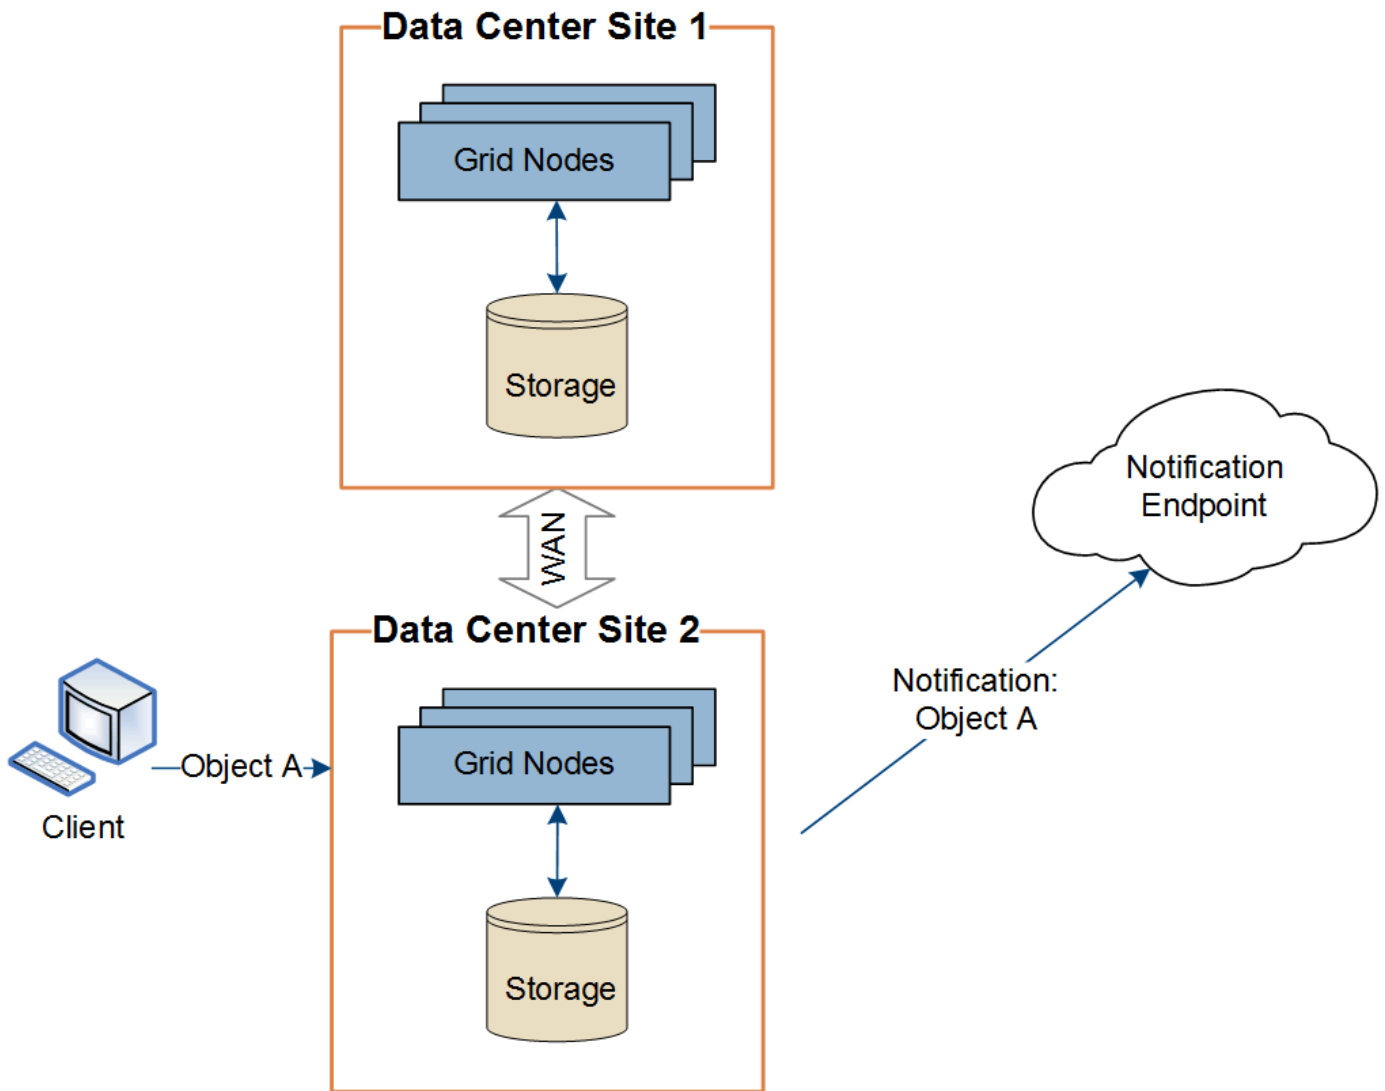 Data Center Site 1
Grid Nodes
Storage
Notification
Endpoint
WAN
Data Center Site 2
Notification:
Object A
Grid Nodes
Object A
Client
Storage